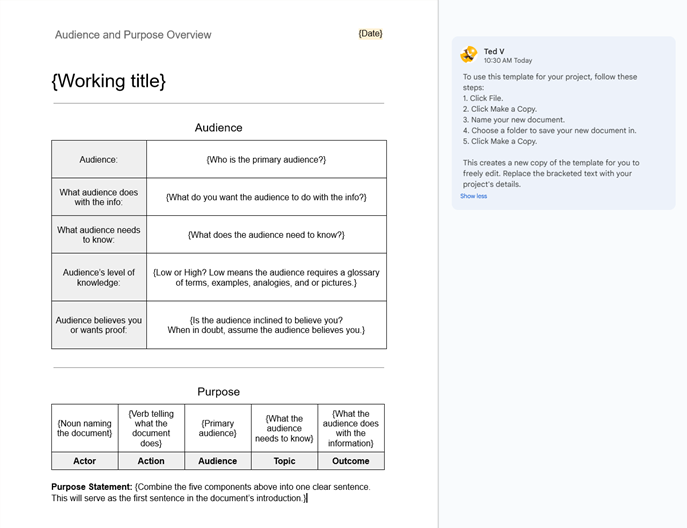 Audience and Purpose Overview
{Date}
{Working title}
Audience
Audience:
{Who is the primary audience?}
What audience does
with the info:
{What do you want the audience to do with the info?}
What audience needs
to know:
{What does the audience need to know?}
Audience's level of
knowledge:
{Low or High? Low means the audience requires a glossary
of terms, examples, analogies, and or pictures.}
Audience believes you
or wants proof:
{Is the audience inclined to believe you?
When in doubt, assume the audience believes you.}
Purpose
{Noun naming
the document}
{Verb telling
what the
document
does}
{Primary
audience}
{What the
audience
needs to know}
{What the
audience does
with the
information}
Actor
Action
Audience
Topic
Outcome
Purpose Statement: {Combine the five components above into one clear sentence.
This will serve as the first sentence in the document's introduction.}
Ted V
10:30 AM Today
To use this template for your project, follow these
steps:
1. Click File.
2. Click Make a Copy.
3. Name your new document.
4. Choose a folder to save your new document in.
5. Click Make a Copy.
This creates a new copy of the template for you to
freely edit. Replace the bracketed text with your
project's details.
Show less